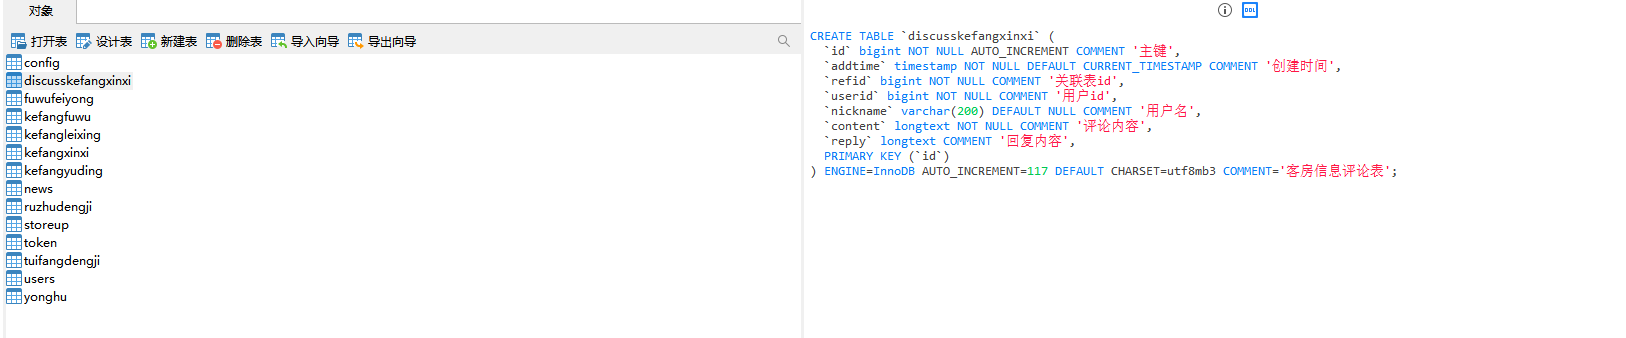 对象
打开表 设计表 新建表 删除表 导入向导 导出向导
config
discusskefangxinxi
fuwufeiyong
kefangfuwu
kefangleixing
kefangxinxi
kefangyuding
news
ruzhudengji
storeup
token
tuifangdengji
users
yonghu
DDL
CREATE TABLE `discusskefangxinxi` (
  `id` bigint NOT NULL AUTO_INCREMENT COMMENT '主键',
  `addtime` timestamp NOT NULL DEFAULT CURRENT_TIMESTAMP COMMENT '创建时间',
  `refid` bigint NOT NULL COMMENT '关联表id',
  `userid` bigint NOT NULL COMMENT '用户id',
  `nickname` varchar(200) DEFAULT NULL COMMENT '用户名',
  `content` longtext NOT NULL COMMENT '评论内容',
  `reply` longtext COMMENT '回复内容',
  PRIMARY KEY (`id`)
) ENGINE=InnoDB AUTO_INCREMENT=117 DEFAULT CHARSET=utf8mb3 COMMENT='客房信息评论表';